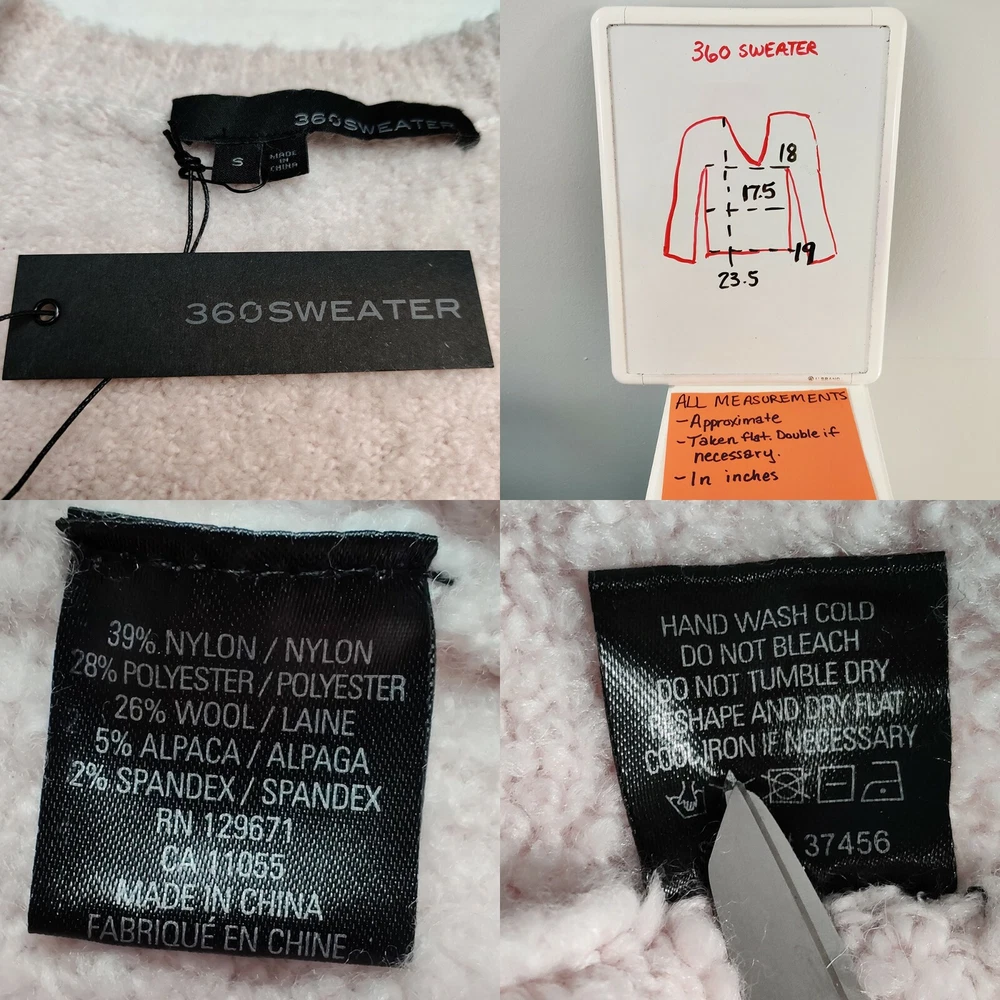 360SWEATER
S
MADE
IN
CHINA
360SWEATER
360 SWEATER
18
17.5
19
23.5
ALL MEASUREMENTS
- Approximate
- Taken flat. Double if
necessary.
- In inches
39% NYLON / NYLON
28% POLYESTER / POLYESTER
26% WOOL / LAINE
5% ALPACA / ALPAGA
2% SPANDEX / SPANDEX
RN 129671
CA 11055
MADE IN CHINA
FABRIQUÉ EN CHINE
HAND WASH COLD
DO NOT BLEACH
DO NOT TUMBLE DRY
RESHAPE AND DRY FLAT
COOL IRON IF NECESSARY
37456